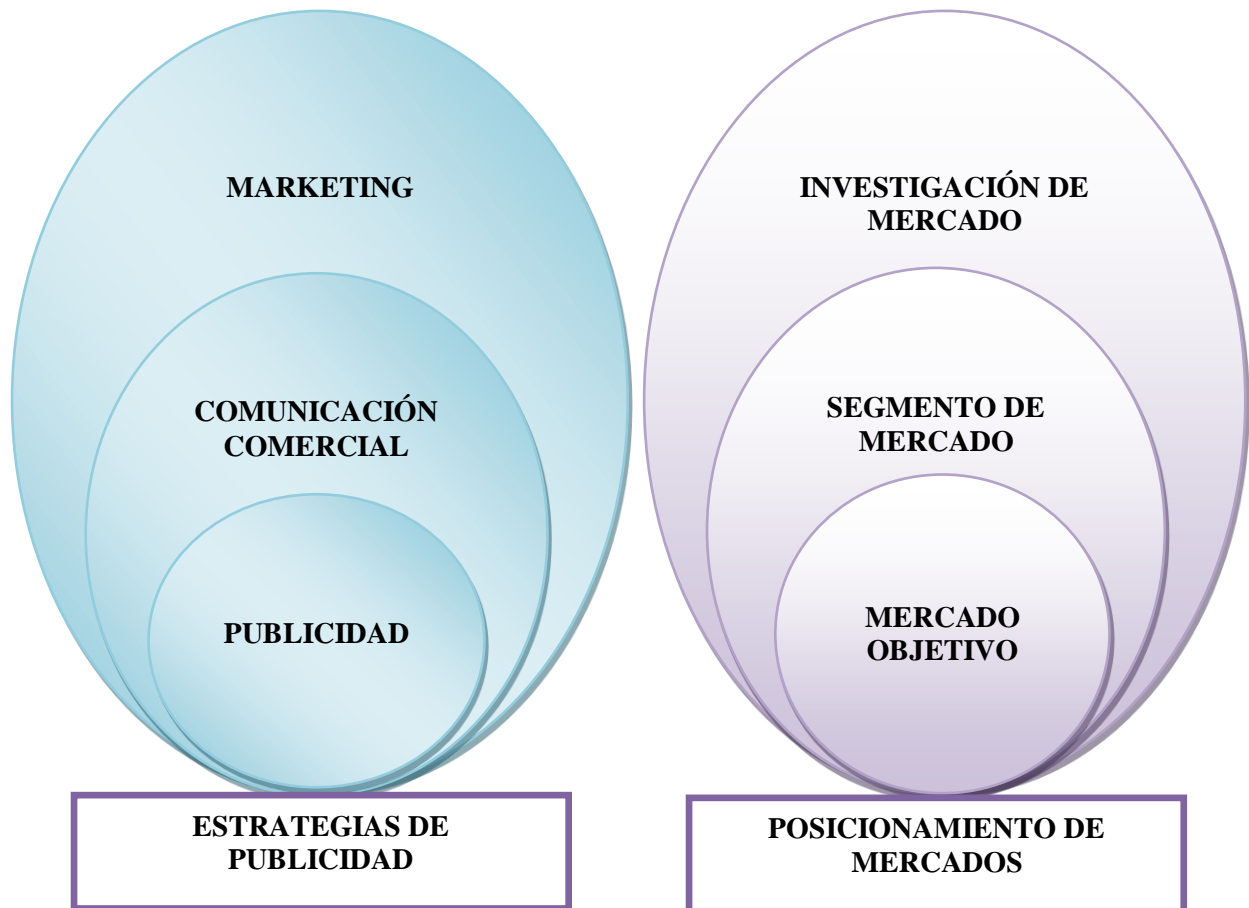 MARKETING
COMUNICACIÓN
COMERCIAL
PUBLICIDAD
ESTRATEGIAS DE
PUBLICIDAD
INVESTIGACIÓN DE
MERCADO
SEGMENTO DE
MERCADO
MERCADO
OBJETIVO
POSICIONAMIENTO DE
MERCADOS